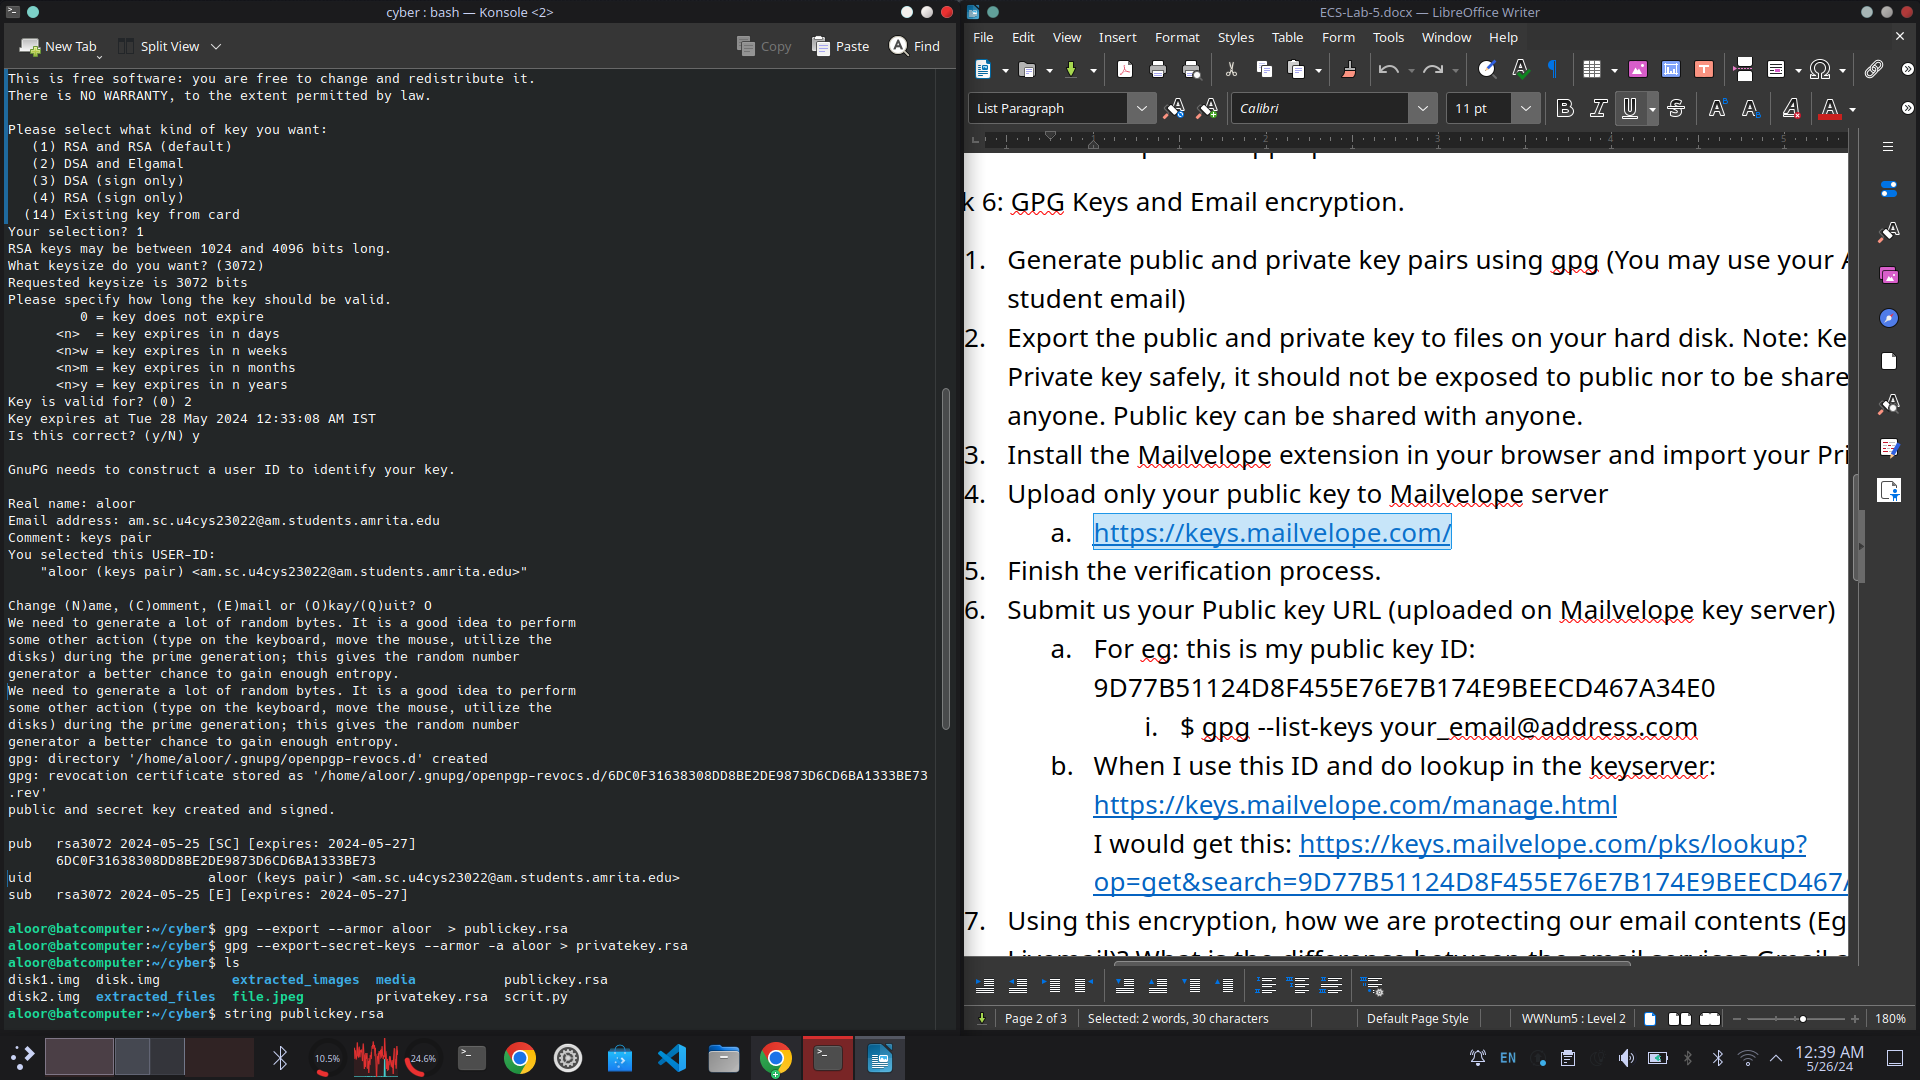 cyber : bash — Konsole <2>
New Tab
Split View
Copy
Paste
Find
This is free software: you are free to change and redistribute it.
There is NO WARRANTY, to the extent permitted by law.
Please select what kind of key you want:
(1) RSA and RSA (default)
(2) DSA and Elgamal
(3) DSA (sign only)
(4) RSA (sign only)
(14) Existing key from card
Your selection? 1
RSA keys may be between 1024 and 4096 bits long.
What keysize do you want? (3072)
Requested keysize is 3072 bits
Please specify how long the key should be valid.
0 = key does not expire
<n>  = key expires in n days
<n>w = key expires in n weeks
<n>m = key expires in n months
<n>y = key expires in n years
Key is valid for? (0) 2
Key expires at Tue 28 May 2024 12:33:08 AM IST
Is this correct? (y/N) y
GnuPG needs to construct a user ID to identify your key.
Real name: aloor
Email address: am.sc.u4cys23022@am.students.amrita.edu
Comment: keys pair
You selected this USER-ID:
"aloor (keys pair) <am.sc.u4cys23022@am.students.amrita.edu>"
Change (N)ame, (C)omment, (E)mail or (O)kay/(Q)uit? O
We need to generate a lot of random bytes. It is a good idea to perform
some other action (type on the keyboard, move the mouse, utilize the
disks) during the prime generation; this gives the random number
generator a better chance to gain enough entropy.
We need to generate a lot of random bytes. It is a good idea to perform
some other action (type on the keyboard, move the mouse, utilize the
disks) during the prime generation; this gives the random number
generator a better chance to gain enough entropy.
gpg: directory '/home/aloor/.gnupg/openpgp-revocs.d' created
gpg: revocation certificate stored as '/home/aloor/.gnupg/openpgp-revocs.d/6DC0F31638308DD8BE2DE9873D6CD6BA1333BE73
.rev'
public and secret key created and signed.
pub   rsa3072 2024-05-25 [SC] [expires: 2024-05-27]
6DC0F31638308DD8BE2DE9873D6CD6BA1333BE73
uid                      aloor (keys pair) <am.sc.u4cys23022@am.students.amrita.edu>
sub   rsa3072 2024-05-25 [E] [expires: 2024-05-27]
aloor@batcomputer:~/cyber$ gpg --export --armor aloor  > publickey.rsa
aloor@batcomputer:~/cyber$ gpg --export-secret-keys --armor -a aloor > privatekey.rsa
aloor@batcomputer:~/cyber$ ls
disk1.img  disk.img         extracted_images  media           publickey.rsa
disk2.img  extracted_files  file.jpeg         privatekey.rsa  scrit.py
aloor@batcomputer:~/cyber$ string publickey.rsa
ECS-Lab-5.docx — LibreOffice Writer
File Edit View Insert Format Styles Table Form Tools Window Help
List Paragraph
Calibri
11 pt
k 6: GPG Keys and Email encryption.
1. Generate public and private key pairs using gpg (You may use your A
student email)
2. Export the public and private key to files on your hard disk. Note: Ke
Private key safely, it should not be exposed to public nor to be share
anyone. Public key can be shared with anyone.
3. Install the Mailvelope extension in your browser and import your Pri
4. Upload only your public key to Mailvelope server
a. https://keys.mailvelope.com/
5. Finish the verification process.
6. Submit us your Public key URL (uploaded on Mailvelope key server)
a. For eg: this is my public key ID:
9D77B51124D8F455E76E7B174E9BEECD467A34E0
i. $ gpg --list-keys your_email@address.com
b. When I use this ID and do lookup in the keyserver:
https://keys.mailvelope.com/manage.html
I would get this: https://keys.mailvelope.com/pks/lookup?
op=get&search=9D77B51124D8F455E76E7B174E9BEECD467A
7. Using this encryption, how we are protecting our email contents (Eg
Livemail)? What is the difference between the email services Gmail a
Page 2 of 3
Selected: 2 words, 30 characters
Default Page Style
WWNum5 : Level 2
180%
10.5%
24.6%
EN
12:39 AM
5/26/24